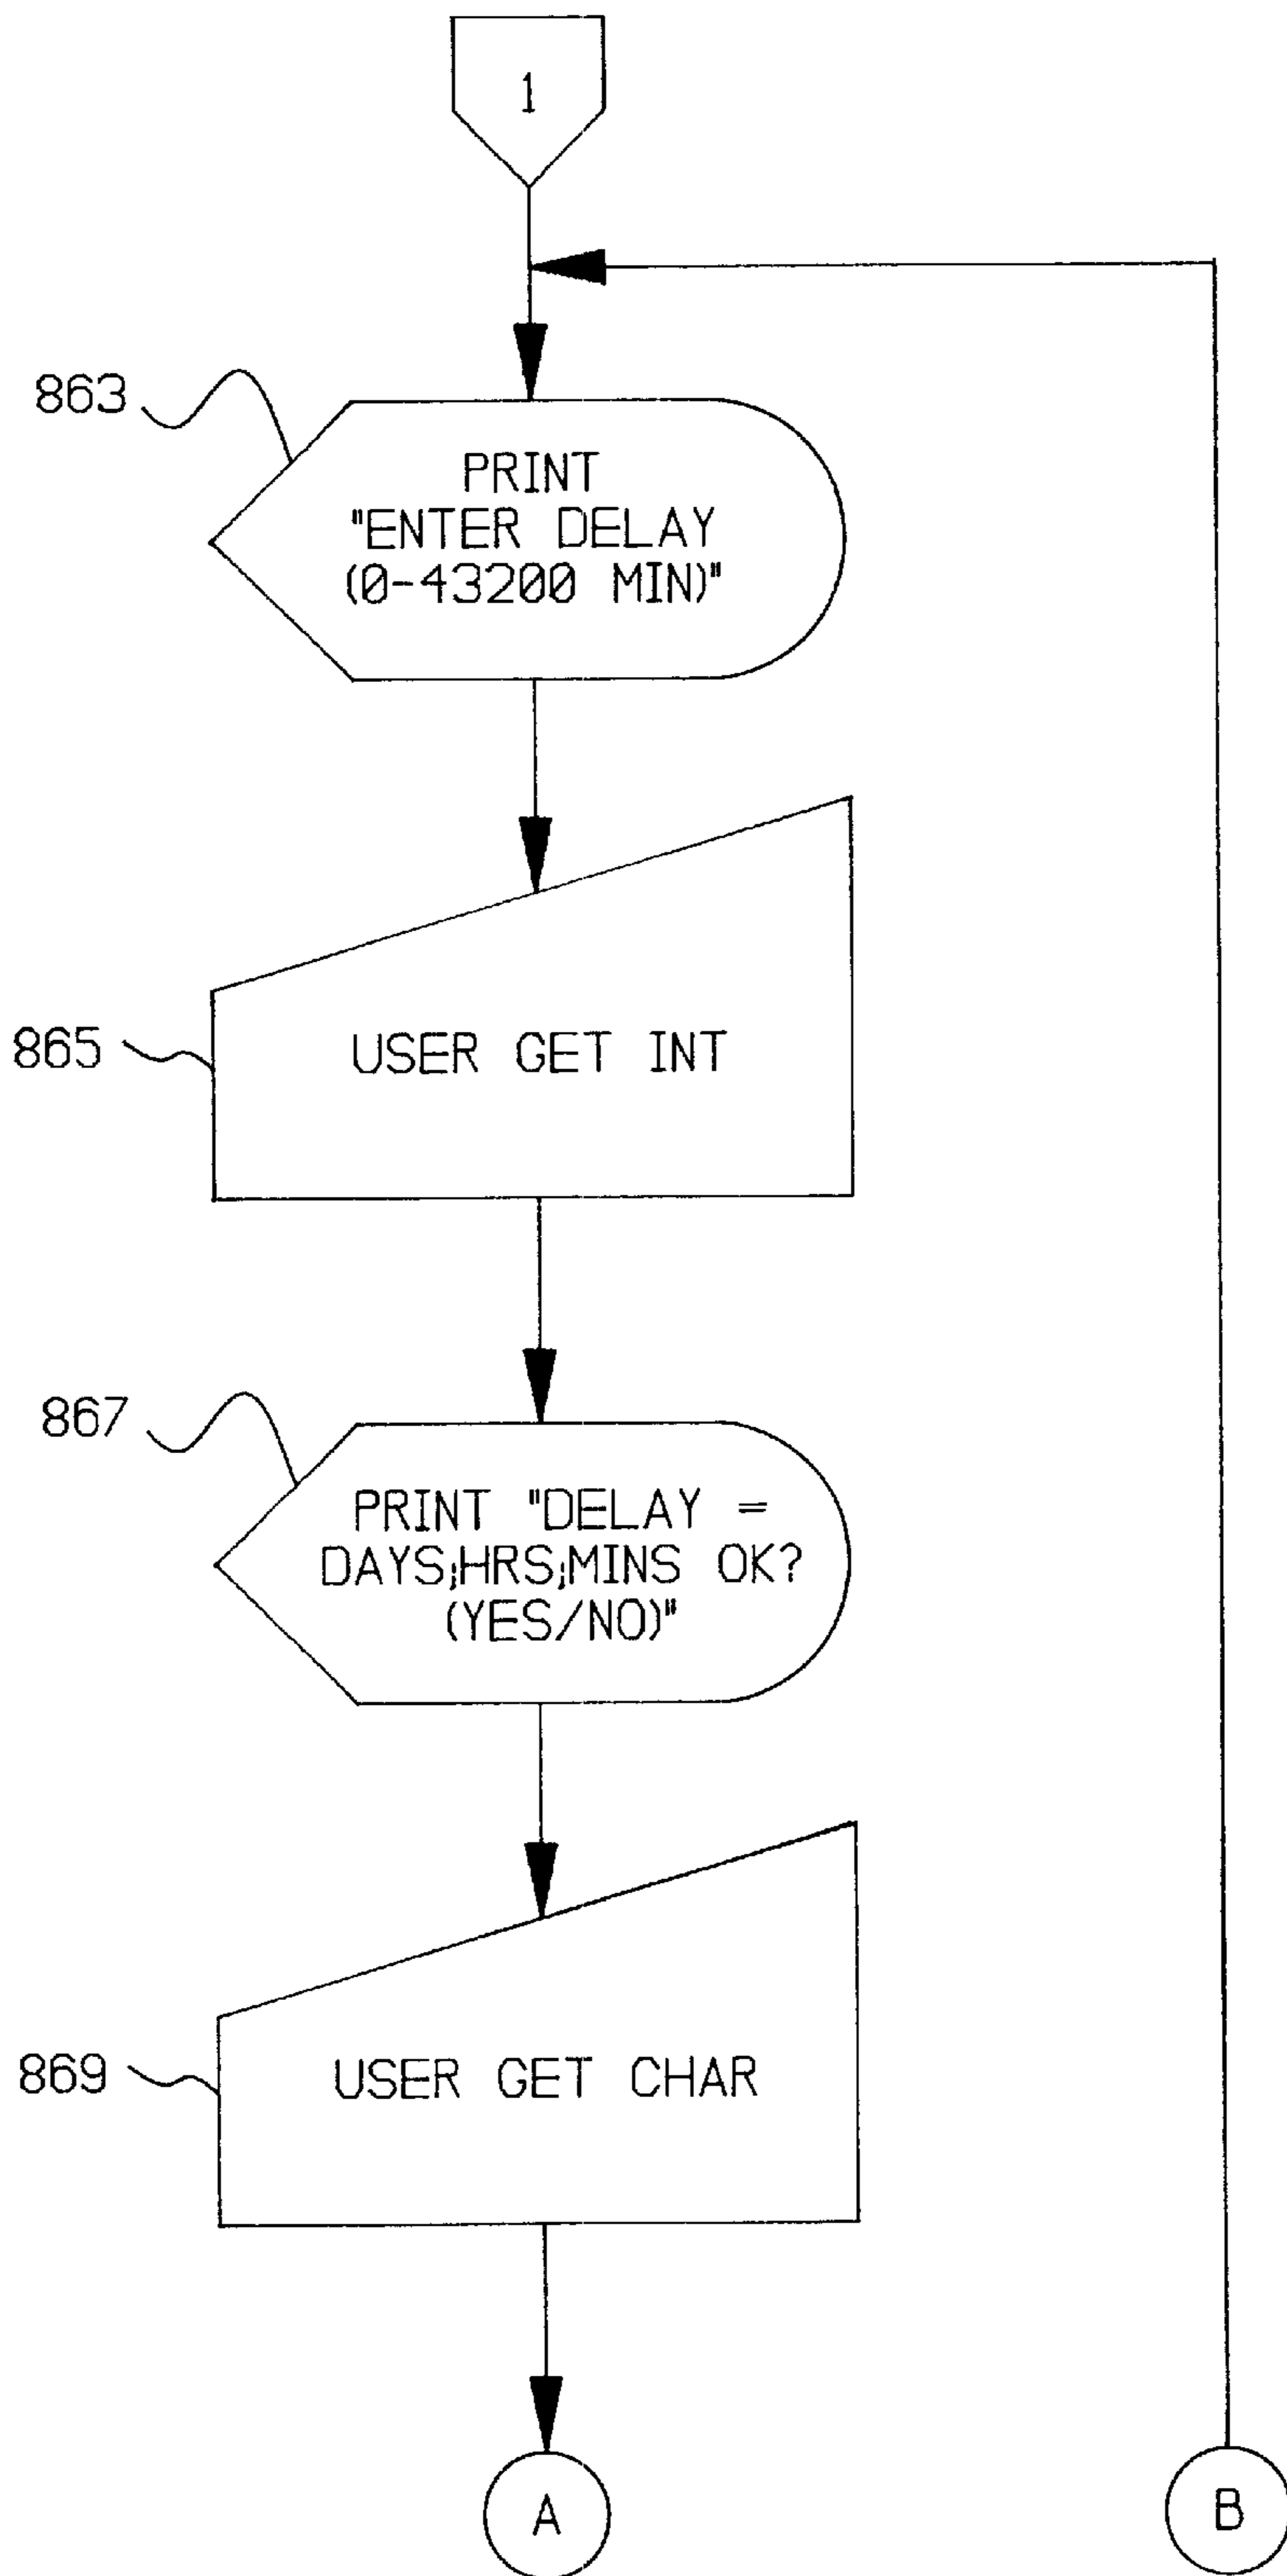 1
863
PRINT
"ENTER DELAY
(0-43200 MIN)"
865
USER GET INT
867
PRINT "DELAY =
DAYS;HRS;MINS OK?
(YES/NO)"
869
USER GET CHAR
A
B